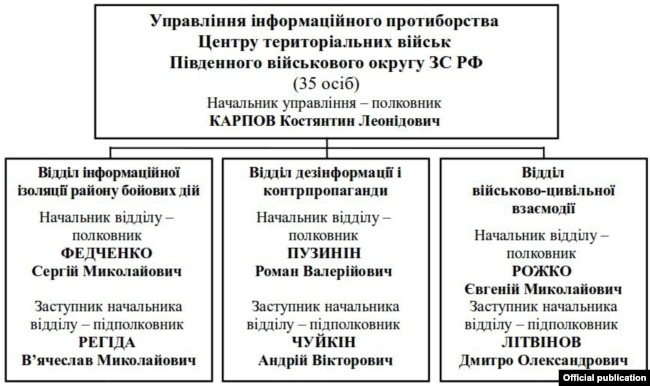 Управління інформаційного протиборства
Центру територіальних військ
Південного військового округу ЗС РФ
(35 осіб)
Начальник управління – полковник
КАРПОВ Костянтин Леонідович
Відділ інформаційної
ізоляції району бойових дій
Начальник відділу –
полковник
ФЕДЧЕНКО
Сергій Миколайович
Заступник начальника
відділу – підполковник
РЕГІДА
В’ячеслав Миколайович
Відділ дезінформації і
контрпропаганди
Начальник відділу –
полковник
ПУЗИНІН
Роман Валерійович
Заступник начальника
відділу – підполковник
ЧУЙКІН
Андрій Вікторович
Відділ
військово-цивільної
взаємодії
Начальник відділу –
полковник
РОЖКО
Євгеній Миколайович
Заступник начальника
відділу – підполковник
ЛІТВІНОВ
Дмитро Олександрович
Official publication